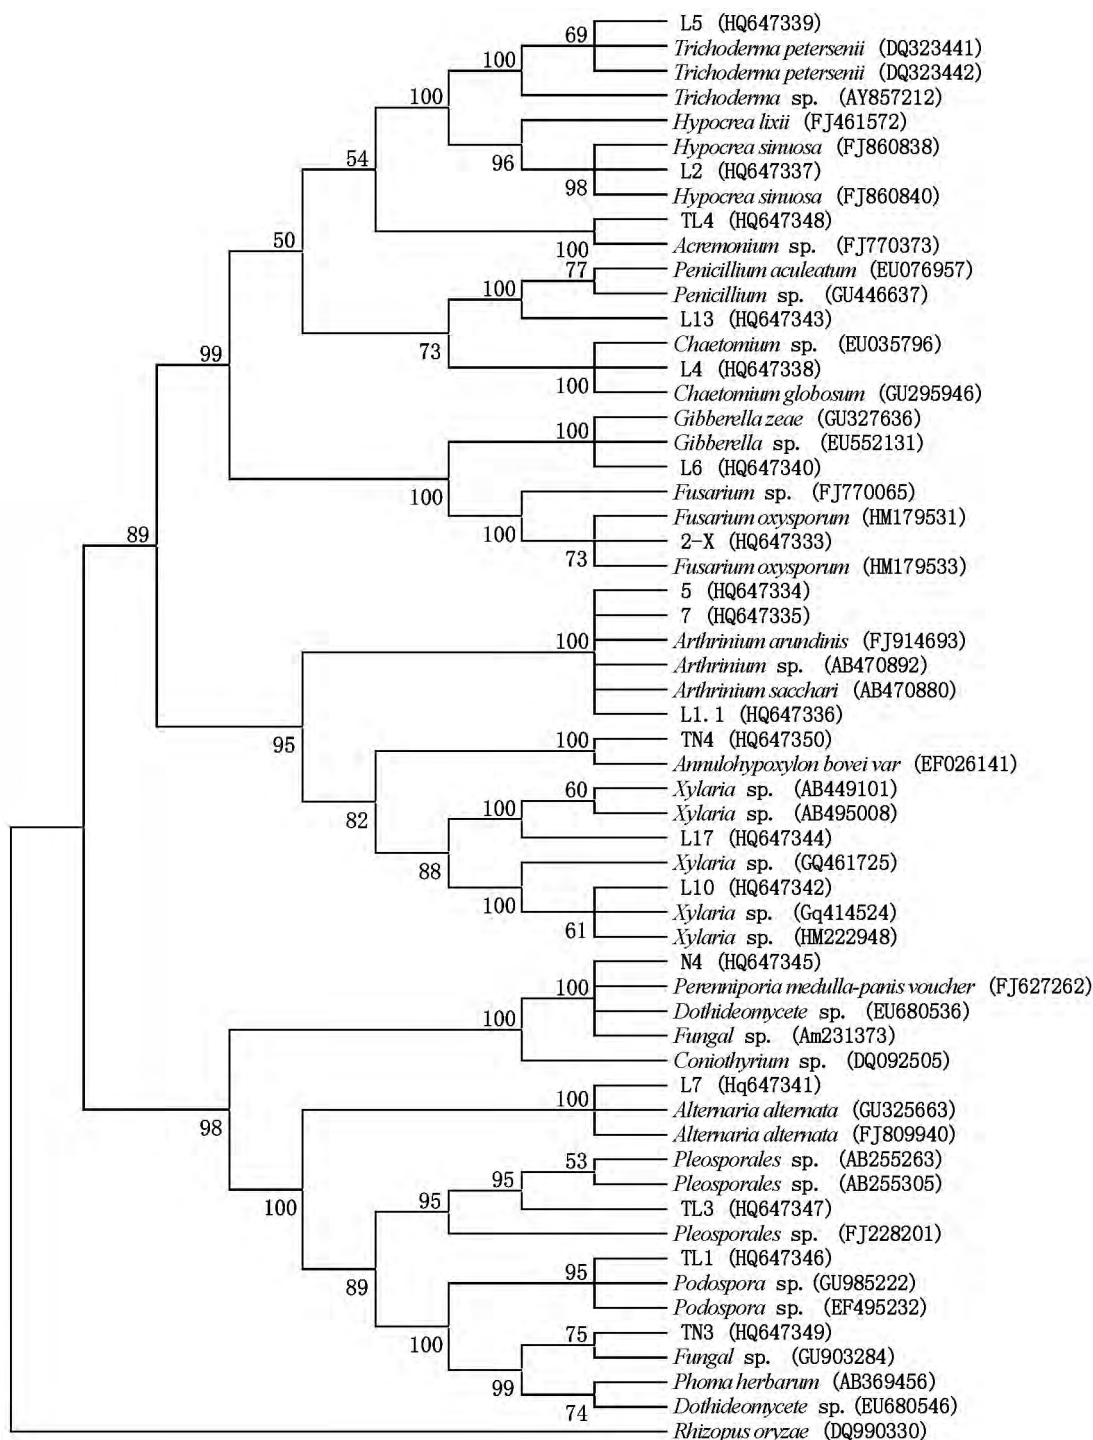 L5 (HQ647339)
69
Trichoderma petersenii (DQ323441)
100
Trichoderma petersenii (DQ323442)
100
Trichoderma sp. (AY857212)
Hypocrea lixii (FJ461572)
Hypocrea sinuosa (FJ860838)
54
96
L2 (HQ647337)
98
Hypocrea sinuosa (FJ860840)
TL4 (HQ647348)
50
100
Acremonium sp. (FJ770373)
77
Penicillium aculeatum (EU076957)
100
Penicillium sp. (GU446637)
L13 (HQ647343)
99
73
Chaetomium sp. (EU035796)
L4 (HQ647338)
100
Chaetomium globosum (GU295946)
Gibberella zeae (GU327636)
100
Gibberella sp. (EU552131)
L6 (HQ647340)
100
Fusarium sp. (FJ770065)
Fusarium oxysporum (HM179531)
89
100
2-X (HQ647333)
73
Fusarium oxysporum (HM179533)
5 (HQ647334)
7 (HQ647335)
100
Arthrinium arundinis (FJ914693)
Arthrinium sp. (AB470892)
Arthrinium sacchari (AB470880)
L1.1 (HQ647336)
95
100
TN4 (HQ647350)
Annulohypoxylon bovei var (EF026141)
60
Xylaria sp. (AB449101)
100
Xylaria sp. (AB495008)
82
L17 (HQ647344)
88
Xylaria sp. (GQ461725)
L10 (HQ647342)
100
Xylaria sp. (Gq414524)
61
Xylaria sp. (HM222948)
N4 (HQ647345)
100
Perenniporia medulla-panis voucher (FJ627262)
100
Dothideomycete sp. (EU680536)
Fungal sp. (Am231373)
Coniothyrium sp. (DQ092505)
L7 (Hq647341)
100
98
Alternaria alternata (GU325663)
Alternaria alternata (FJ809940)
53
Pleosporales sp. (AB255263)
95
Pleosporales sp. (AB255305)
100
95
TL3 (HQ647347)
Pleosporales sp. (FJ228201)
TL1 (HQ647346)
95
89
Podospora sp. (GU985222)
Podospora sp. (EF495232)
100
75
TN3 (HQ647349)
Fungal sp. (GU903284)
99
Phoma herbarum (AB369456)
74
Dothideomycete sp. (EU680546)
Rhizopus oryzae (DQ990330)